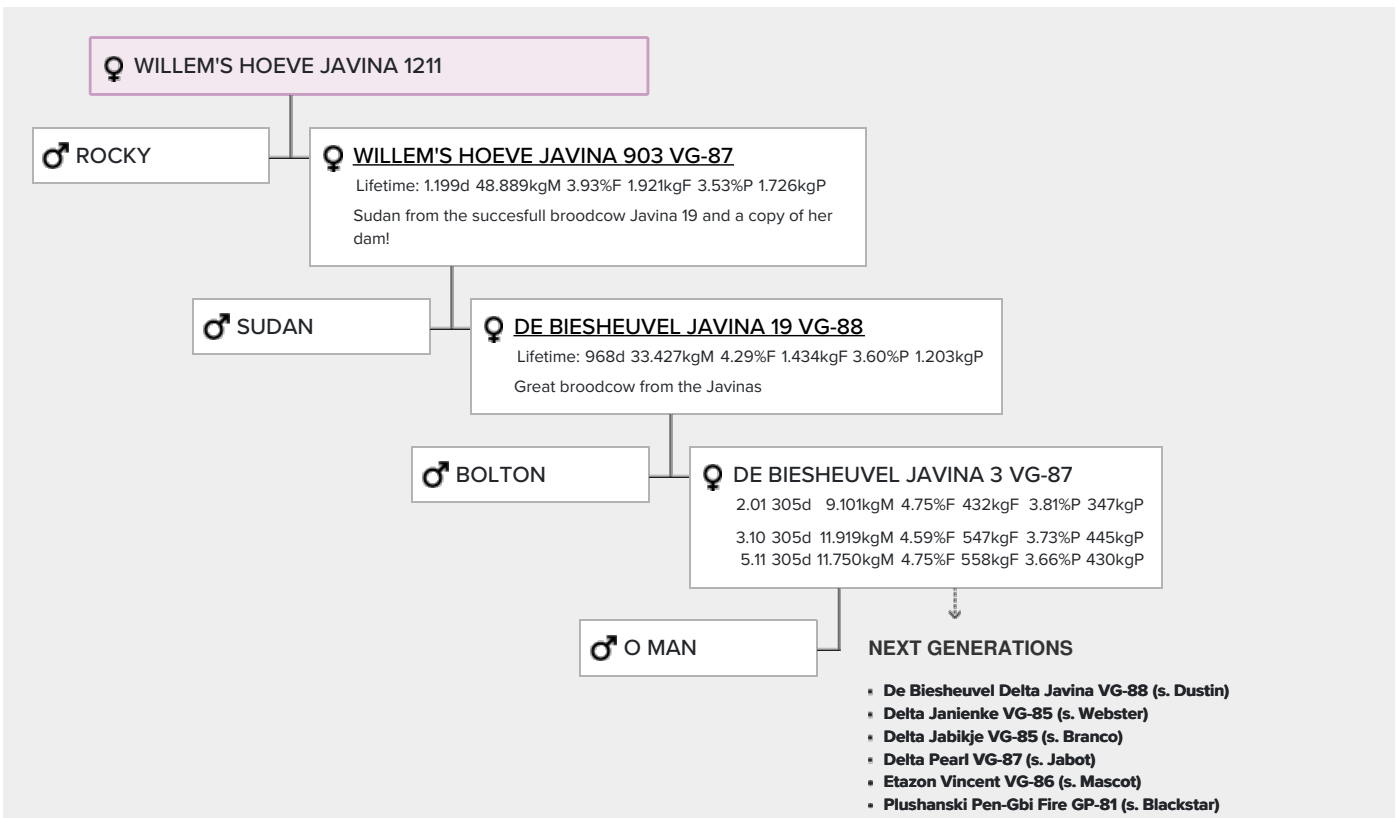 WILLEM'S HOEVE JAVINA 1211
ROCKY
WILLEM'S HOEVE JAVINA 903 VG-87
Lifetime: 1.199d 48.889kgM 3.93%F 1.921kgF 3.53%P 1.726kgP
Sudan from the succesfull broodcow Javina 19 and a copy of her
dam!
SUDAN
DE BIESHEUVEL JAVINA 19 VG-88
Lifetime: 968d 33.427kgM 4.29%F 1.434kgF 3.60%P 1.203kgP
Great broodcow from the Javinas
BOLTON
DE BIESHEUVEL JAVINA 3 VG-87
2.01 305d 9.101kgM 4.75%F 432kgF 3.81%P 347kgP
3.10 305d 11.919kgM 4.59%F 547kgF 3.73%P 445kgP
5.11 305d 11.750kgM 4.75%F 558kgF 3.66%P 430kgP
O MAN
NEXT GENERATIONS
▪ De Biesheuvel Delta Javina VG-88 (s. Dustin)
▪ Delta Janienke VG-85 (s. Webster)
▪ Delta Jabikje VG-85 (s. Branco)
▪ Delta Pearl VG-87 (s. Jabot)
▪ Etazon Vincent VG-86 (s. Mascot)
▪ Plushanski Pen-Gbi Fire GP-81 (s. Blackstar)